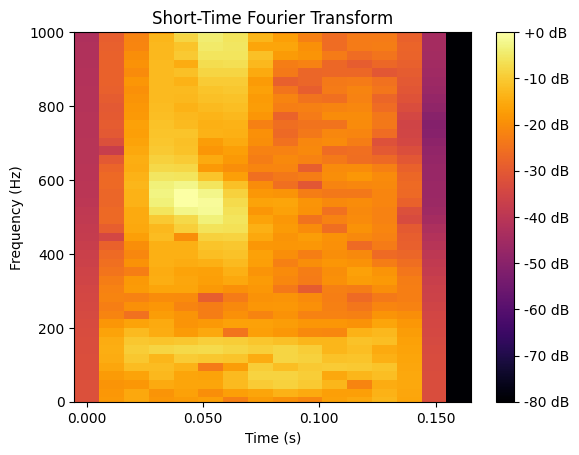 Short-Time Fourier Transform
1000
800
600
400
200
0
Frequency (Hz)
0.000
0.050
0.100
0.150
Time (s)
+0 dB
-10 dB
-20 dB
-30 dB
-40 dB
-50 dB
-60 dB
-70 dB
-80 dB